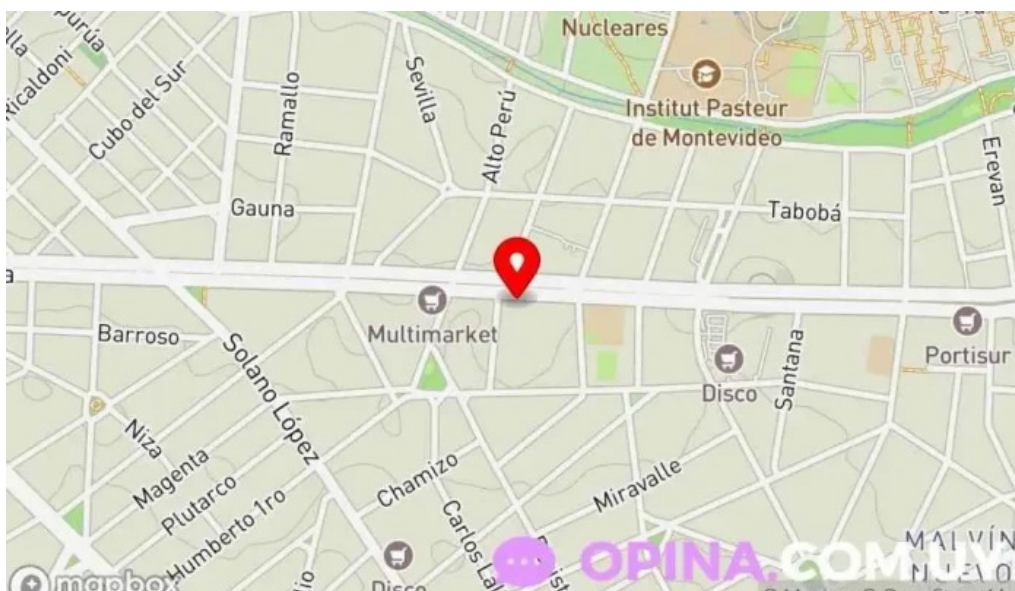 Nucleares
Ricaldoni
Cubo del Sur
Ramallo
Sevilla
Alto Perú
Institut Pasteur
de Montevideo
Erevan
Gauna
Tabobá
Multimarket
Barroso
Solano López
Portisur
Disco
Santana
Niza
Magenta
Plutarco
Humberto 1ro
Chamizo
Miravalle
MALVÍN
NUEVO
OPINA.COM.UY
mapbox
Disco